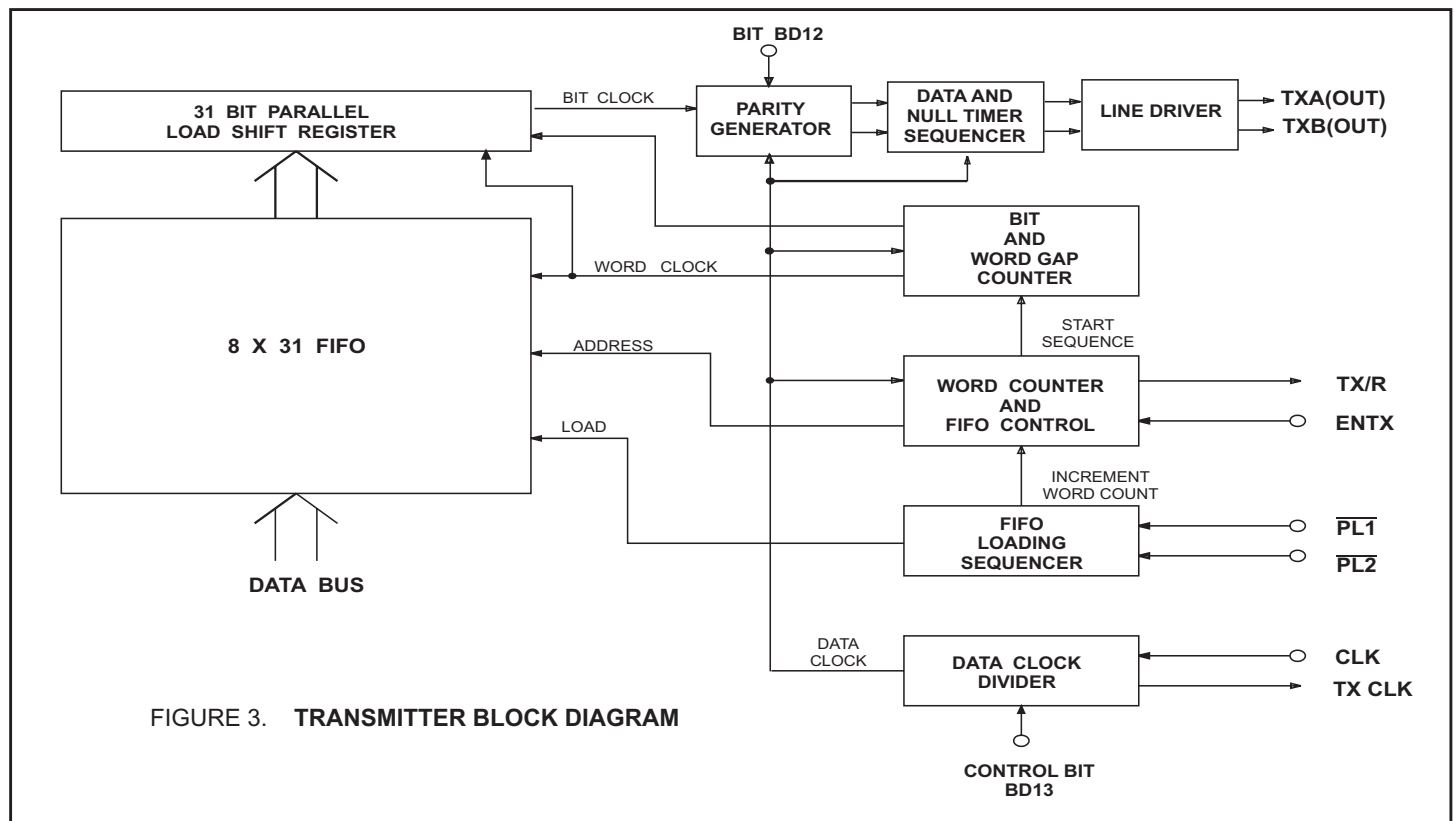 BIT BD12
31 BIT PARALLEL
LOAD SHIFT REGISTER
BIT CLOCK
PARITY
GENERATOR
DATA AND
NULL TIMER
SEQUENCER
LINE DRIVER
TXA(OUT)
TXB(OUT)
BIT
AND
WORD GAP
COUNTER
WORD CLOCK
START
SEQUENCE
8 X 31 FIFO
ADDRESS
WORD COUNTER
AND
FIFO CONTROL
TX/R
ENTX
LOAD
INCREMENT
WORD COUNT
FIFO
LOADING
SEQUENCER
PL1
PL2
DATA BUS
DATA
CLOCK
DATA CLOCK
DIVIDER
CLK
TX CLK
FIGURE 3. TRANSMITTER BLOCK DIAGRAM
CONTROL BIT
BD13